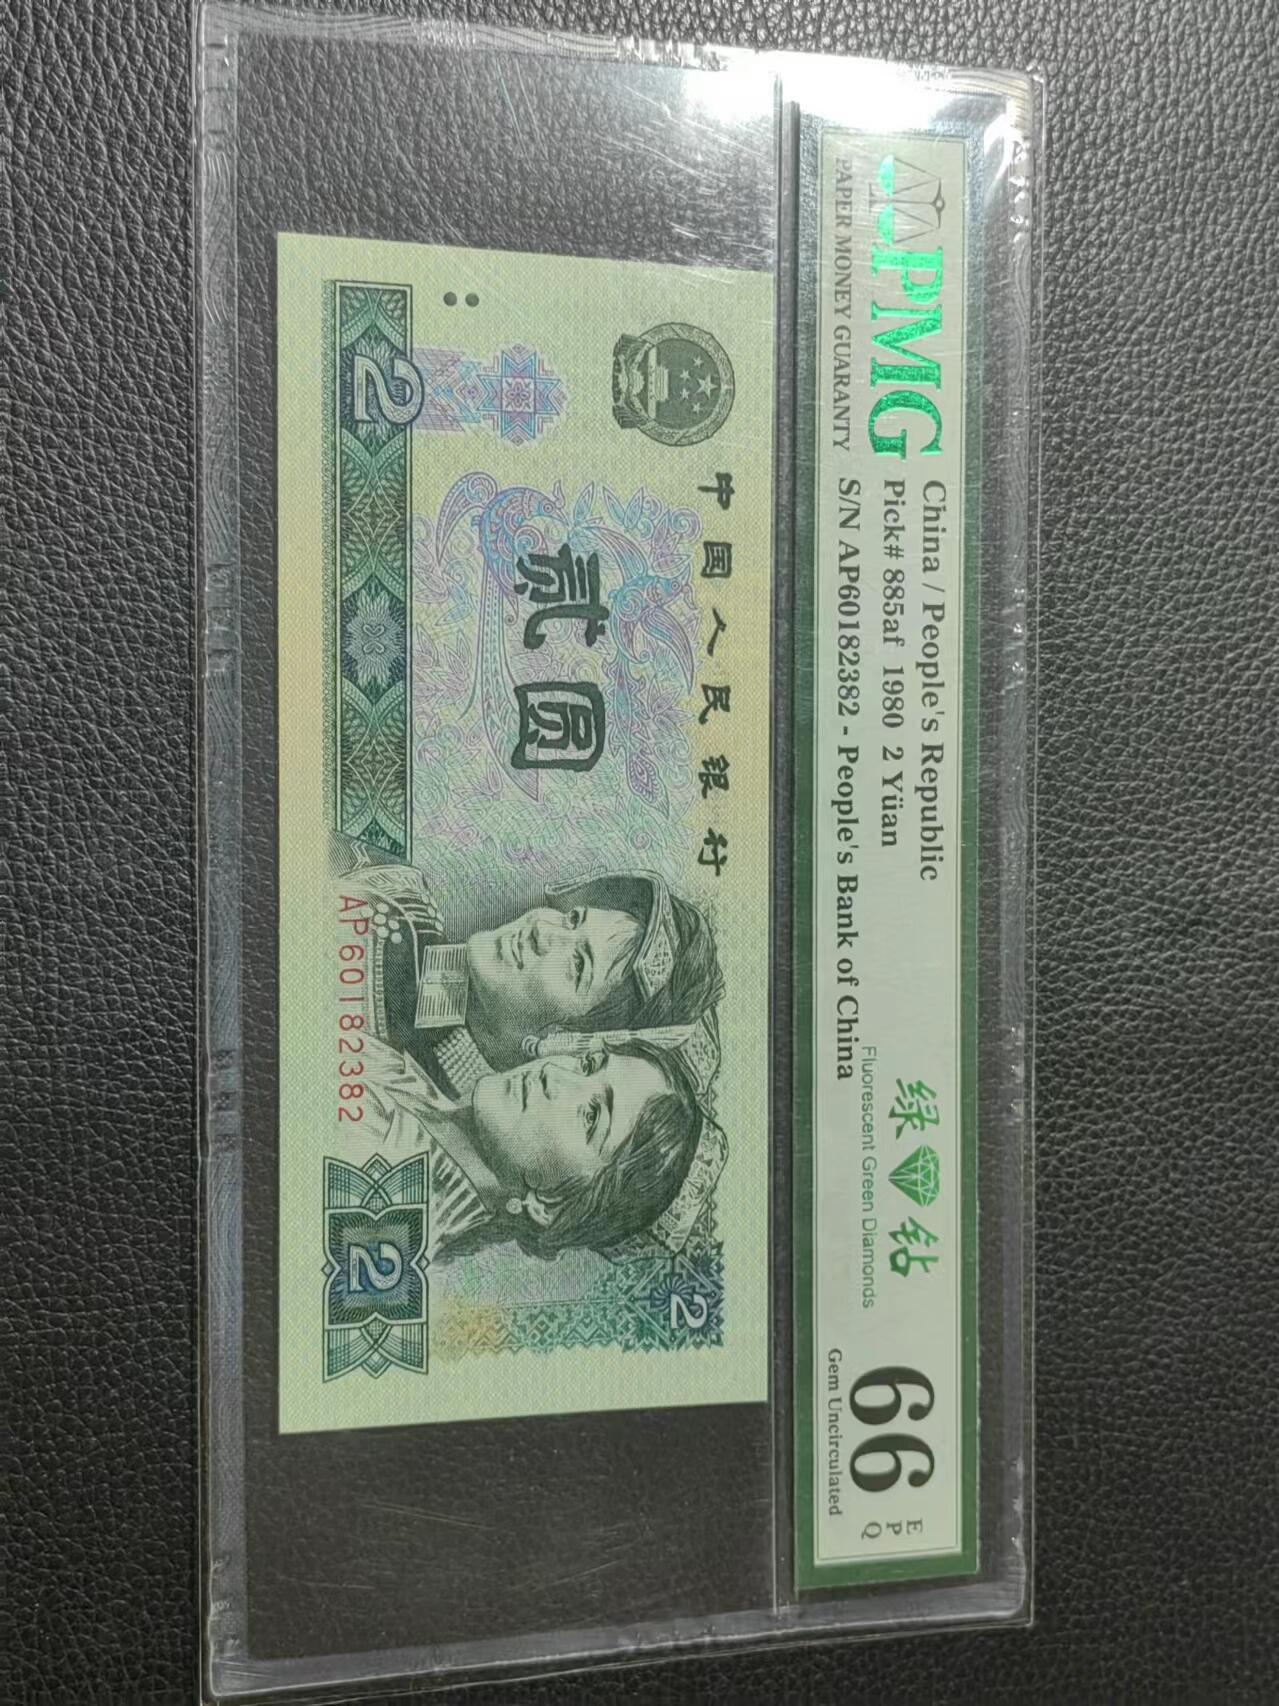 PMG
PAPER MONEY GUARANTY
China / People's Republic
Pick# 885af 1980 2 Yüan
S/N AP60182382 - People's Bank of China
绿 钻
Fluorescent Green Diamonds
66
EPQ
Gem Uncirculated
中国人民银行
贰圆
2
AP60182382
2
2